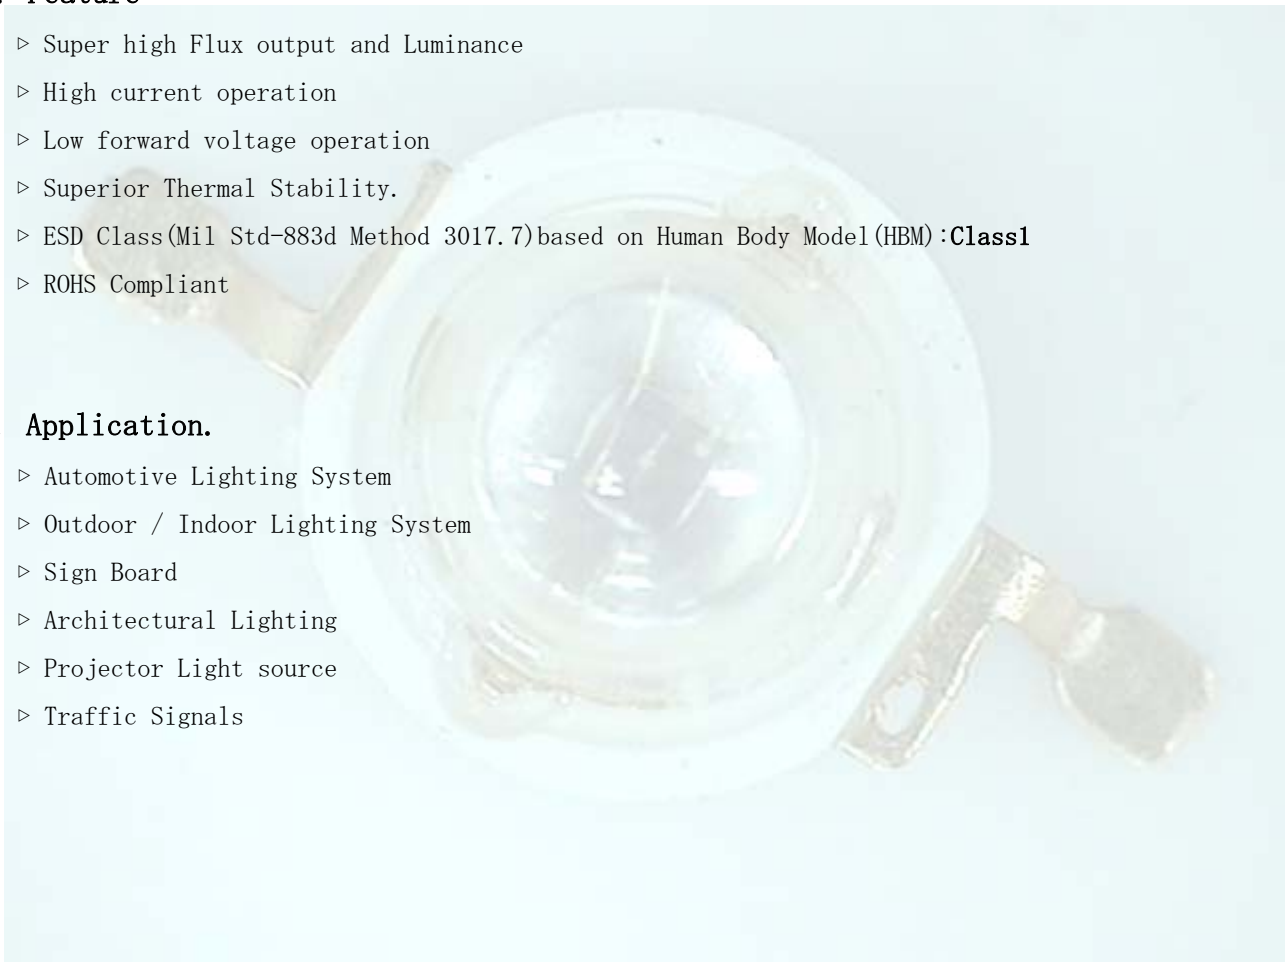 Feature
▷ Super high Flux output and Luminance
▷ High current operation
▷ Low forward voltage operation
▷ Superior Thermal Stability.
▷ ESD Class(Mil Std-883d Method 3017.7)based on Human Body Model(HBM):Class1
▷ ROHS Compliant
Application.
▷ Automotive Lighting System
▷ Outdoor / Indoor Lighting System
▷ Sign Board
▷ Architectural Lighting
▷ Projector Light source
▷ Traffic Signals